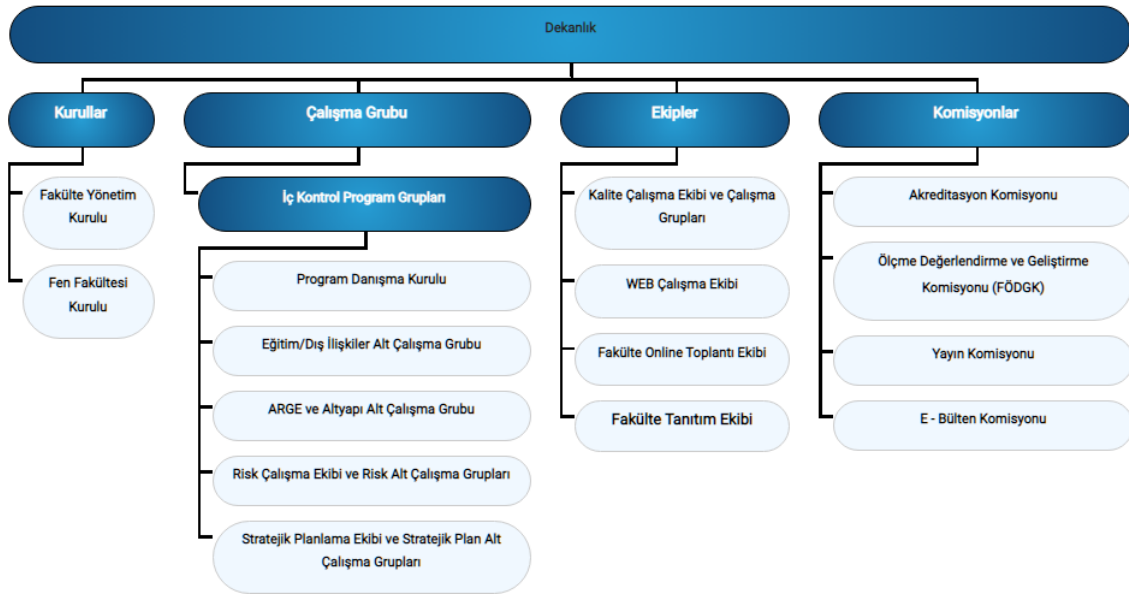 Dekanlık
Kurullar
Fakülte Yönetim
Kurulu
Fen Fakültesi
Kurulu
Çalışma Grubu
İç Kontrol Program Grupları
Program Danışma Kurulu
Eğitim/Dış İlişkiler Alt Çalışma Grubu
ARGE ve Altyapı Alt Çalışma Grubu
Risk Çalışma Ekibi ve Risk Alt Çalışma Grupları
Stratejik Planlama Ekibi ve Stratejik Plan Alt
Çalışma Grupları
Ekipler
Kalite Çalışma Ekibi ve Çalışma
Grupları
WEB Çalışma Ekibi
Fakülte Online Toplantı Ekibi
Fakülte Tanıtım Ekibi
Komisyonlar
Akreditasyon Komisyonu
Ölçme Değerlendirme ve Geliştirme
Komisyonu (FÖDGK)
Yayın Komisyonu
E - Bülten Komisyonu